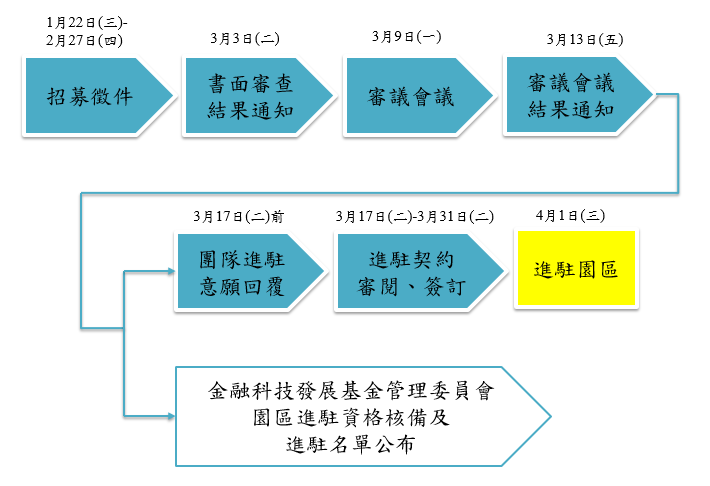 1月22日(三)-
2月27日(四)
招募徵件
3月3日(二)
書面審查
結果通知
3月9日(一)
審議會議
3月13日(五)
審議會議
結果通知
3月17日(二)前
團隊進駐
意願回覆
3月17日(二)-3月31日(二)
進駐契約
審閱、簽訂
4月1日(三)
進駐園區
金融科技發展基金管理委員會
園區進駐資格核備及
進駐名單公布